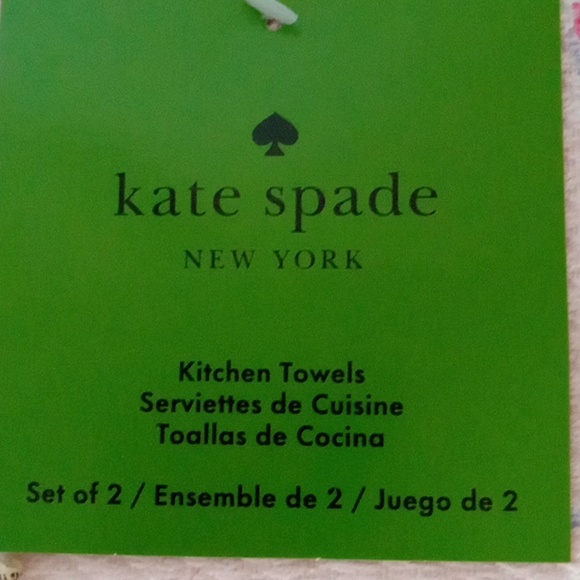 kate spade
NEW YORK
Kitchen Towels
Serviettes de Cuisine
Toallas de Cocina
Set of 2 / Ensemble de 2 / Juego de 2